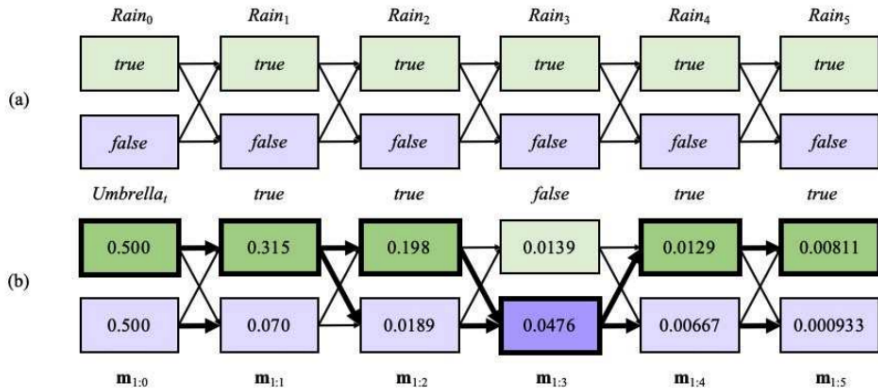 Rain₀ Rain₁ Rain₂ Rain₃ Rain₄ Rain₅
true true true true true true
(a)
false false false false false false
Umbrellaₜ true true false true true
0.500 0.315 0.198 0.0139 0.0129 0.00811
(b)
0.500 0.070 0.0189 0.0476 0.00667 0.000933
m₁:₀ m₁:₁ m₁:₂ m₁:₃ m₁:₄ m₁:₅